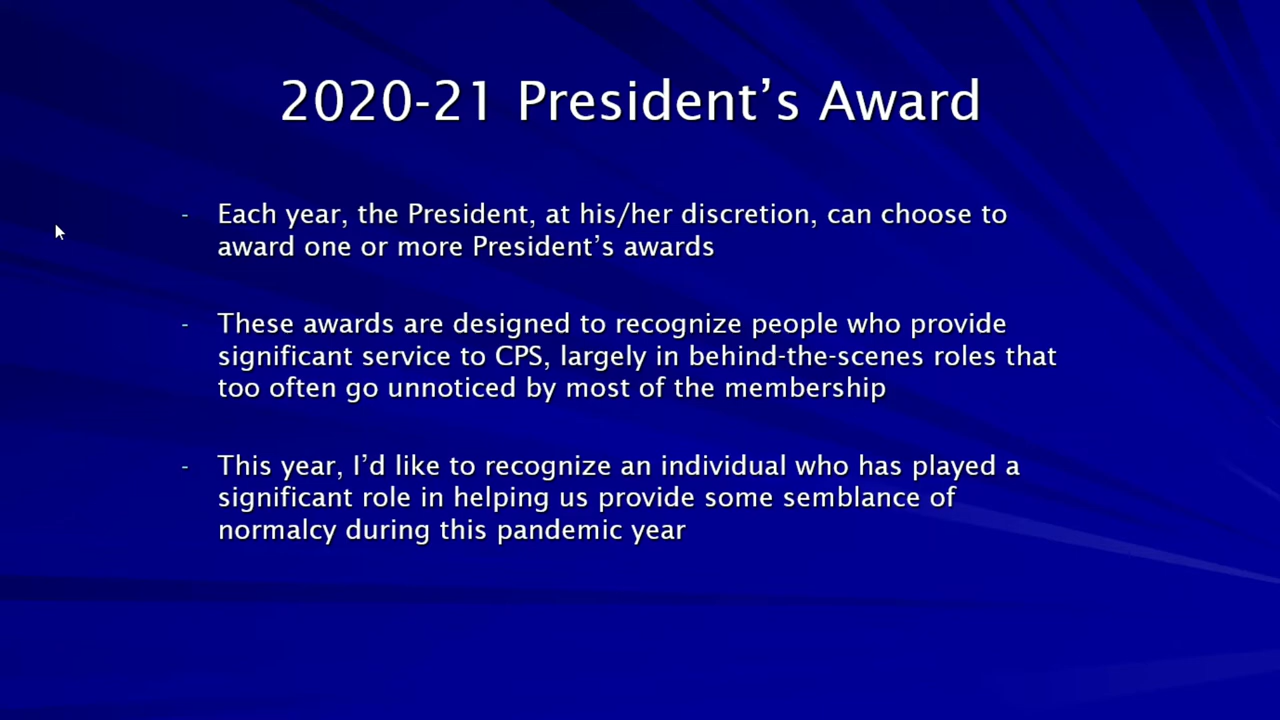 2020-21 President’s Award
- Each year, the President, at his/her discretion, can choose to
award one or more President’s awards
- These awards are designed to recognize people who provide
significant service to CPS, largely in behind-the-scenes roles that
too often go unnoticed by most of the membership
- This year, I’d like to recognize an individual who has played a
significant role in helping us provide some semblance of
normalcy during this pandemic year